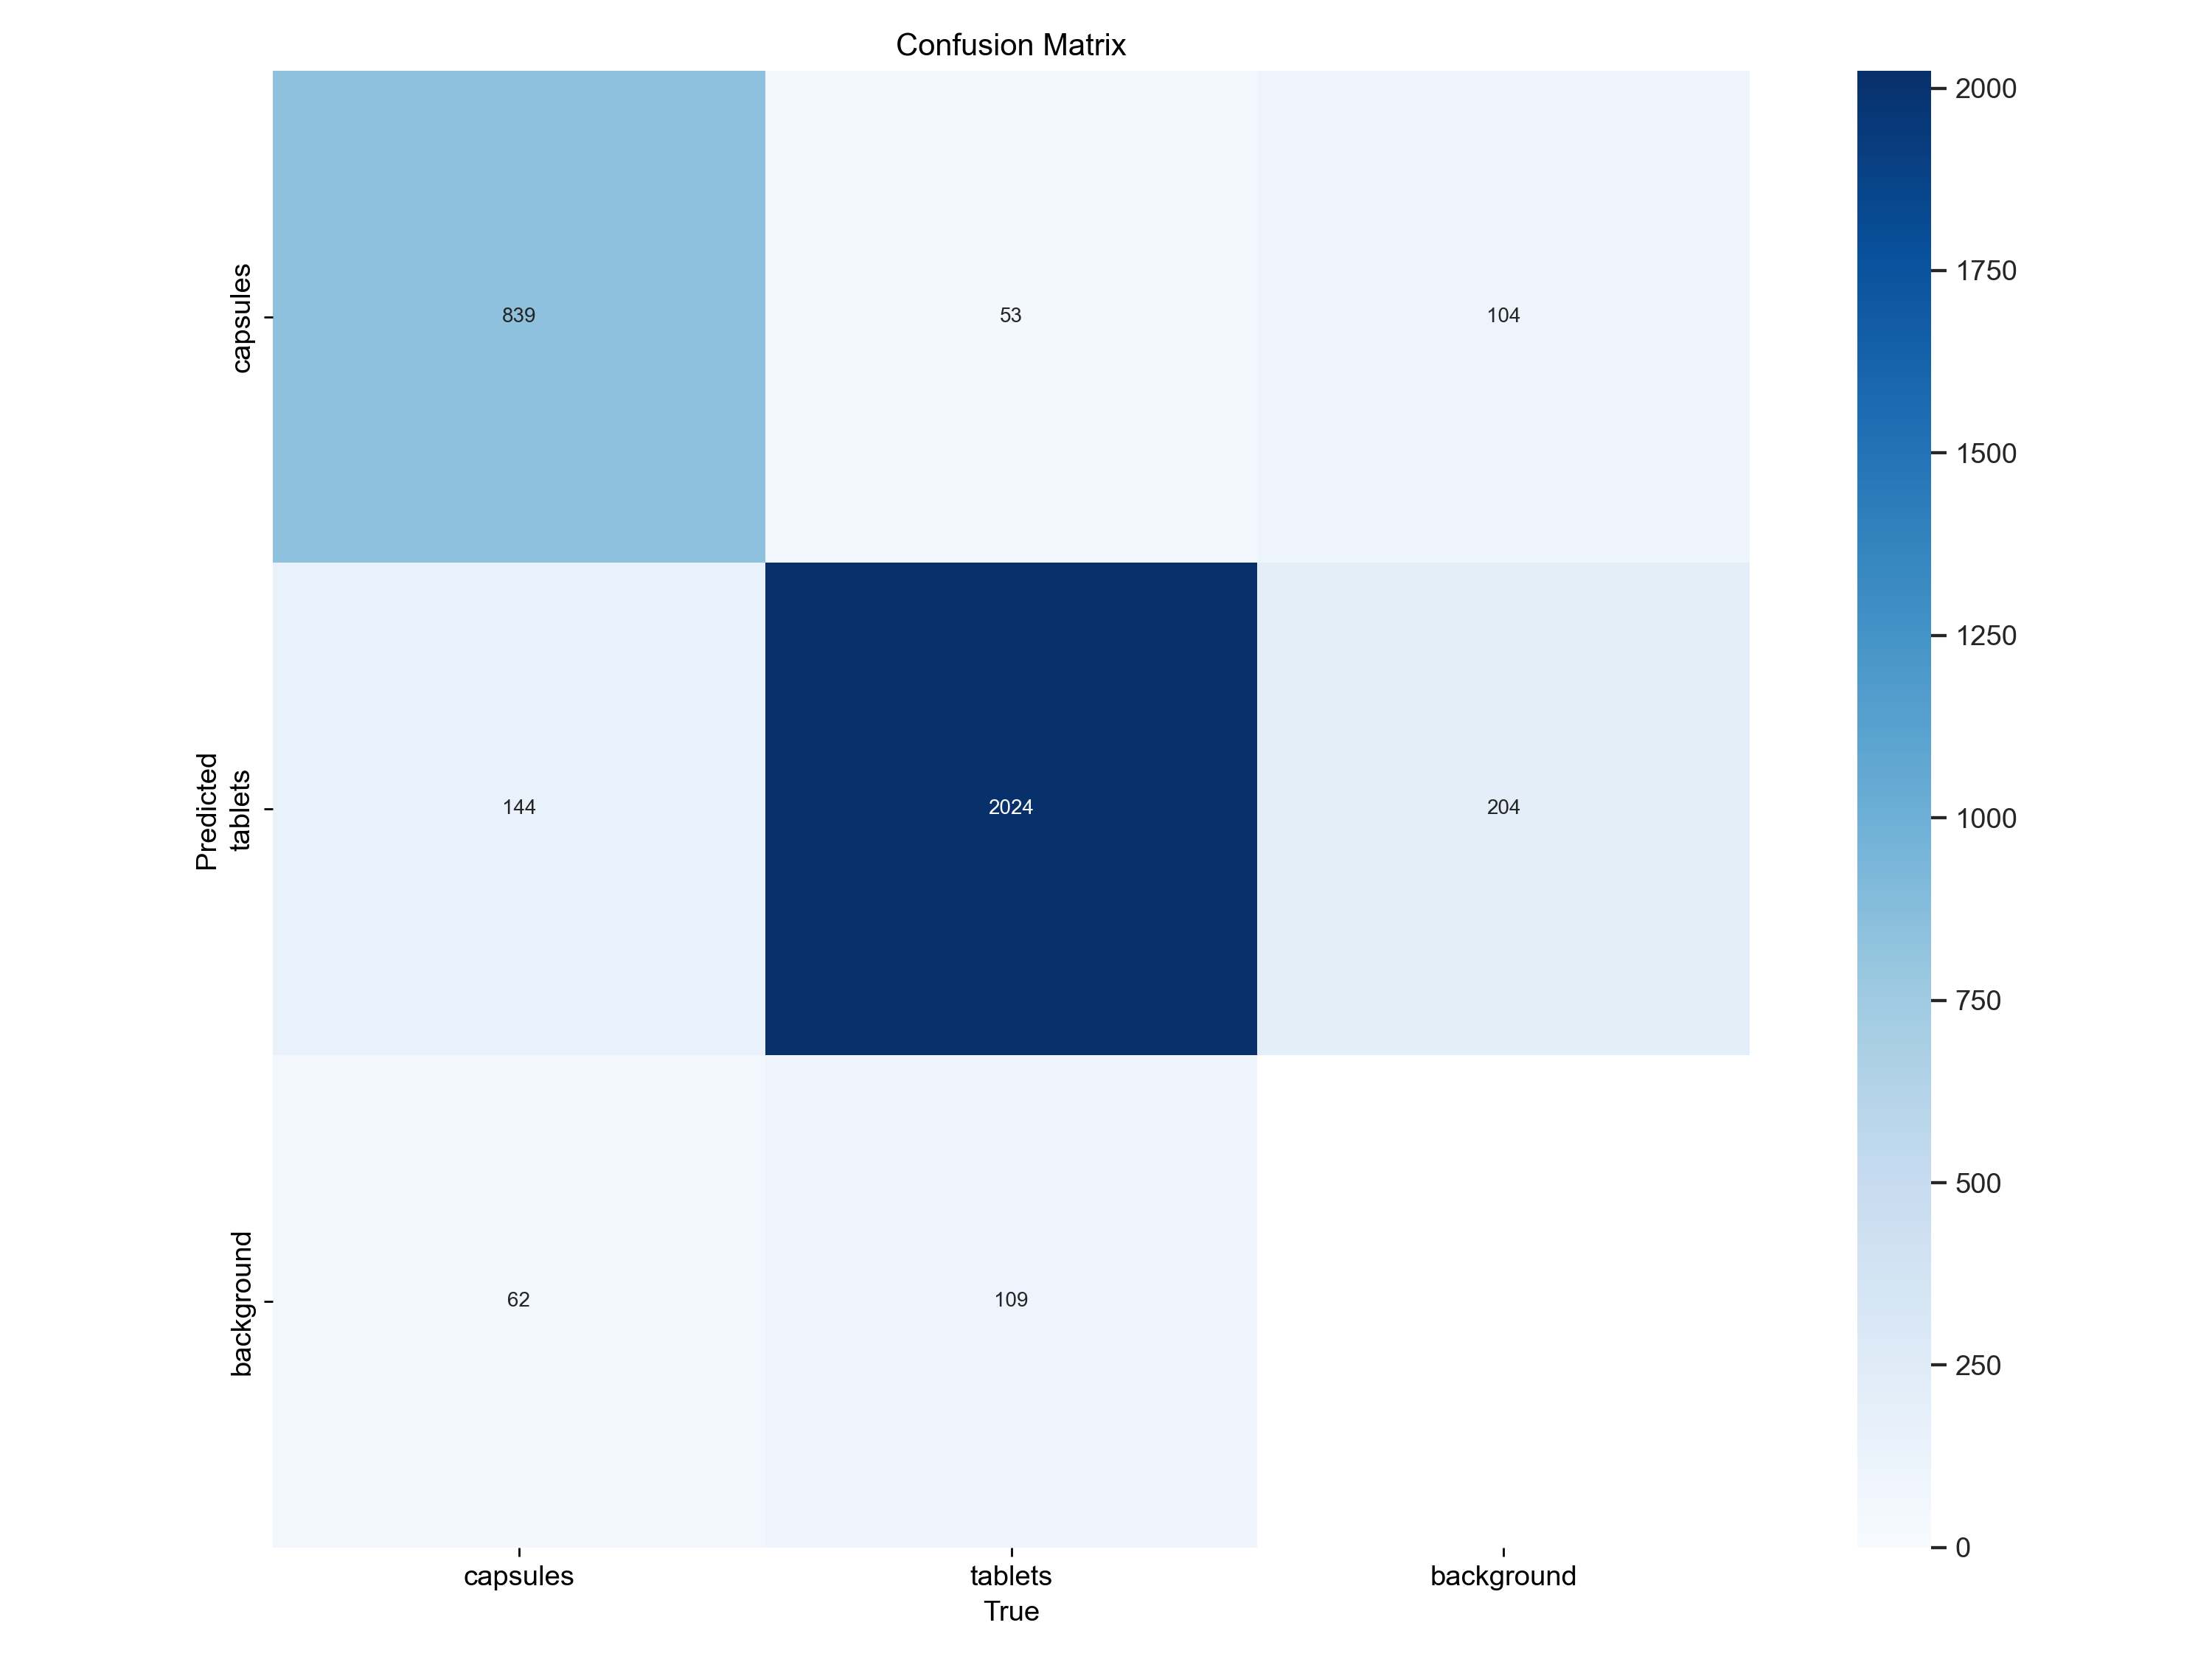 Confusion Matrix
capsules
839
53
104
Predicted
tablets
144
2024
204
background
62
109
capsules
tablets
background
True
2000
1750
1500
1250
1000
750
500
250
0